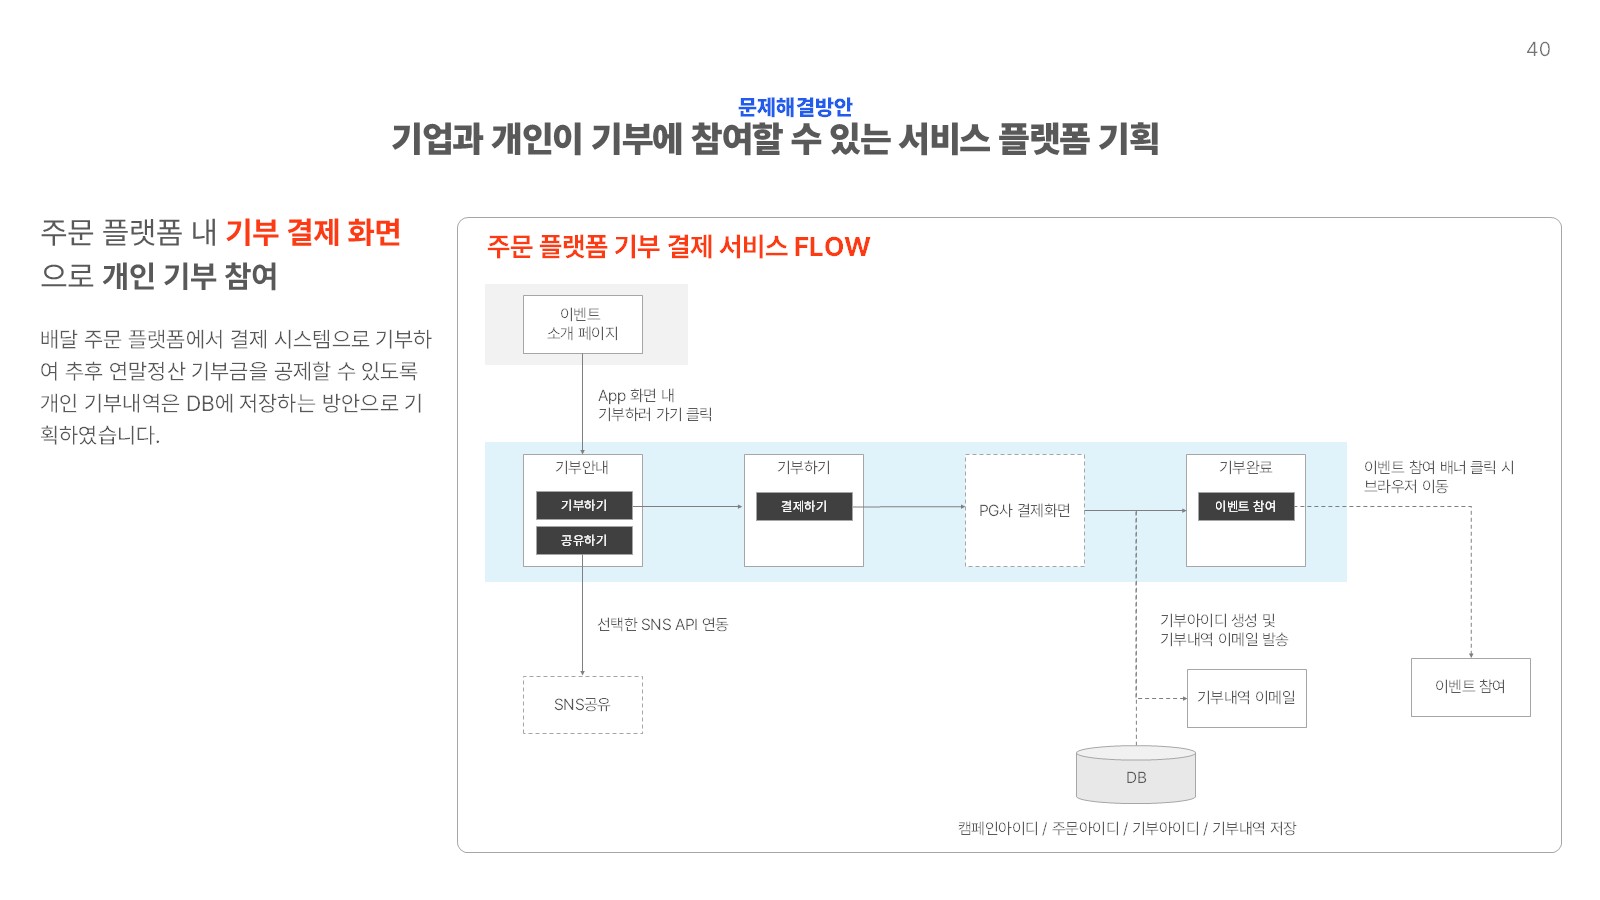 40
문제해결방안
기업과 개인이 기부에 참여할 수 있는 서비스 플랫폼 기획
주문 플랫폼 내 기부 결제 화면
으로 개인 기부 참여
배달 주문 플랫폼에서 결제 시스템으로 기부하
여 추후 연말정산 기부금을 공제할 수 있도록
개인 기부내역은 DB에 저장하는 방안으로 기
획하였습니다.
주문 플랫폼 기부 결제 서비스 FLOW
이벤트
소개 페이지
App 화면 내
기부하러 가기 클릭
기부안내
기부하기
공유하기
기부하기
결제하기
PG사 결제화면
기부완료
이벤트 참여
이벤트 참여 배너 클릭 시
브라우저 이동
선택한 SNS API 연동
SNS공유
기부아이디 생성 및
기부내역 이메일 발송
기부내역 이메일
이벤트 참여
DB
캠페인아이디 / 주문아이디 / 기부아이디 / 기부내역 저장